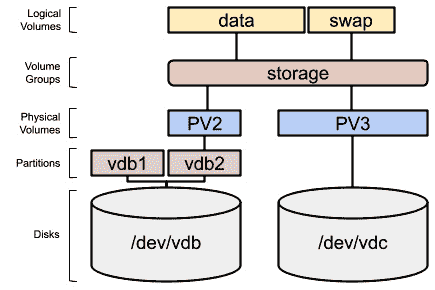 Logical
Volumes
data
swap
Volume
Groups
storage
Physical
Volumes
PV2
PV3
Partitions
vdb1
vdb2
Disks
/dev/vdb
/dev/vdc